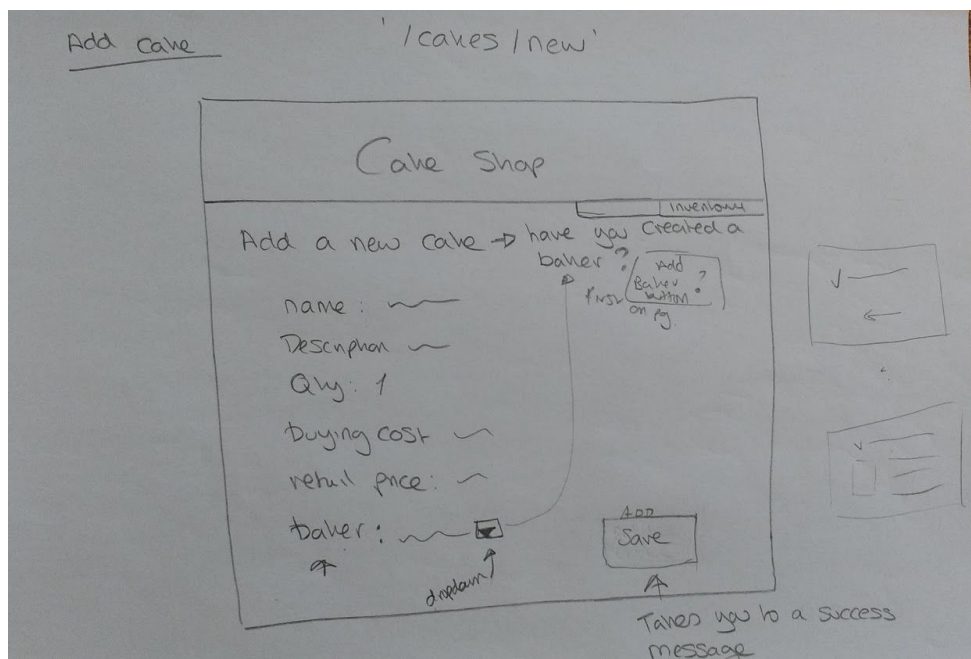 Add Cake
'/cakes/new'
Cake Shop
Inventory
Add a new cake → have you created a
baker?
Add
Baker ?
button
first
on pg
name:
Description
Qty: 1
buying cost
retail price:
baker:
dropdown
ADD
Save
Takes you to a success
message